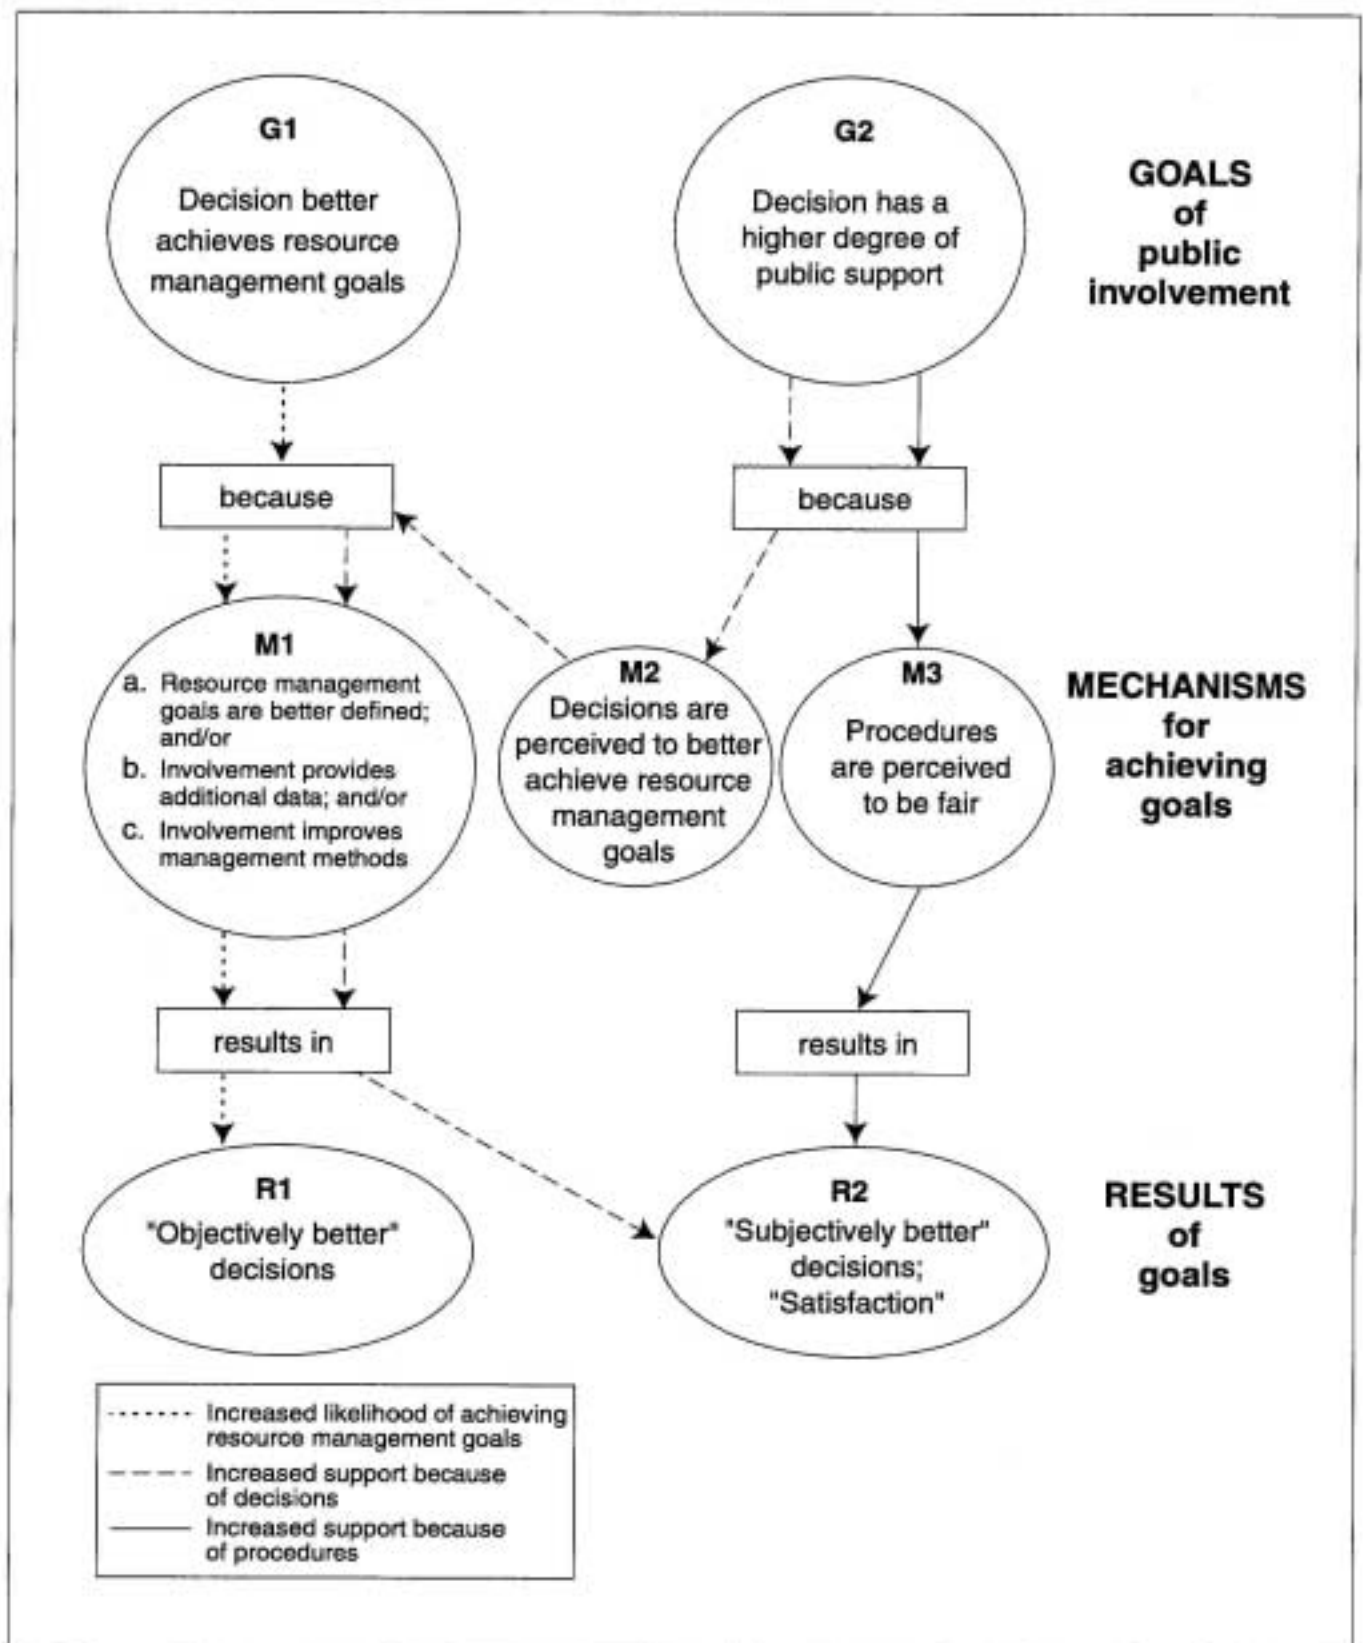 G1
Decision better
achieves resource
management goals
G2
Decision has a
higher degree of
public support
GOALS
of
public
involvement
because
because
M1
a. Resource management
goals are better defined;
and/or
b. Involvement provides
additional data; and/or
c. Involvement improves
management methods
M2
Decisions are
perceived to better
achieve resource
management
goals
M3
Procedures
are perceived
to be fair
MECHANISMS
for
achieving
goals
results in
results in
R1
"Objectively better"
decisions
R2
"Subjectively better"
decisions;
"Satisfaction"
RESULTS
of
goals
Increased likelihood of achieving
resource management goals
Increased support because
of decisions
Increased support because
of procedures